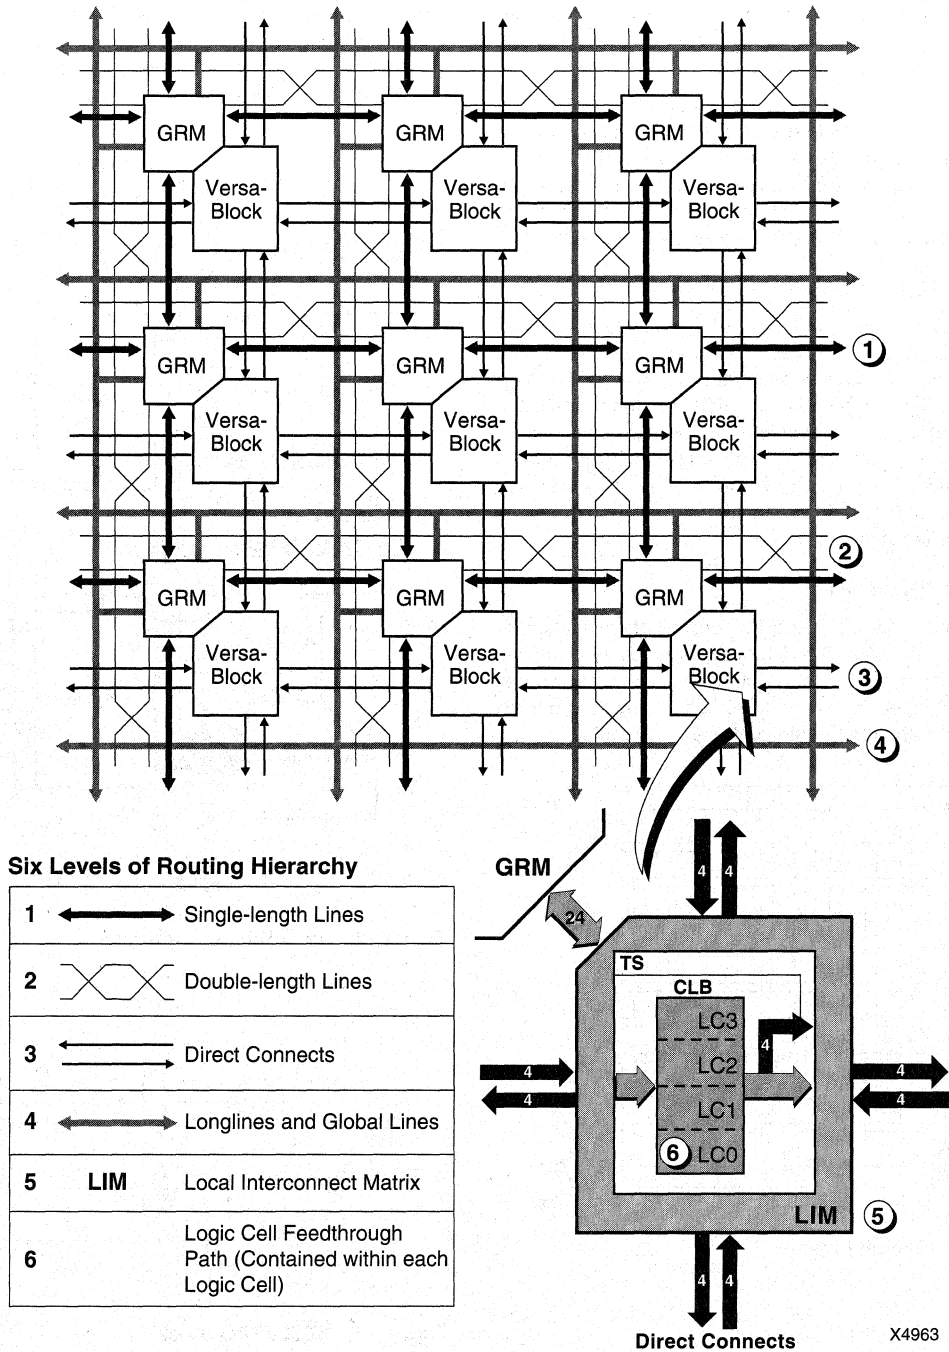 GRM GRM GRM
Versa- Versa- Versa-
Block Block Block
GRM GRM GRM
1
Versa- Versa- Versa-
Block Block Block
2
GRM GRM GRM
Versa- Versa- Versa-
Block Block Block
3
4
Six Levels of Routing Hierarchy
1 Single-length Lines
2 Double-length Lines
3 Direct Connects
4 Longlines and Global Lines
5 LIM Local Interconnect Matrix
6 Logic Cell Feedthrough
Path (Contained within each
Logic Cell)
GRM
24
4 4
TS
CLB
LC3
4
LC2
LC1
6 LC0
4 4
4 4
LIM
5
4 4
Direct Connects
X4963